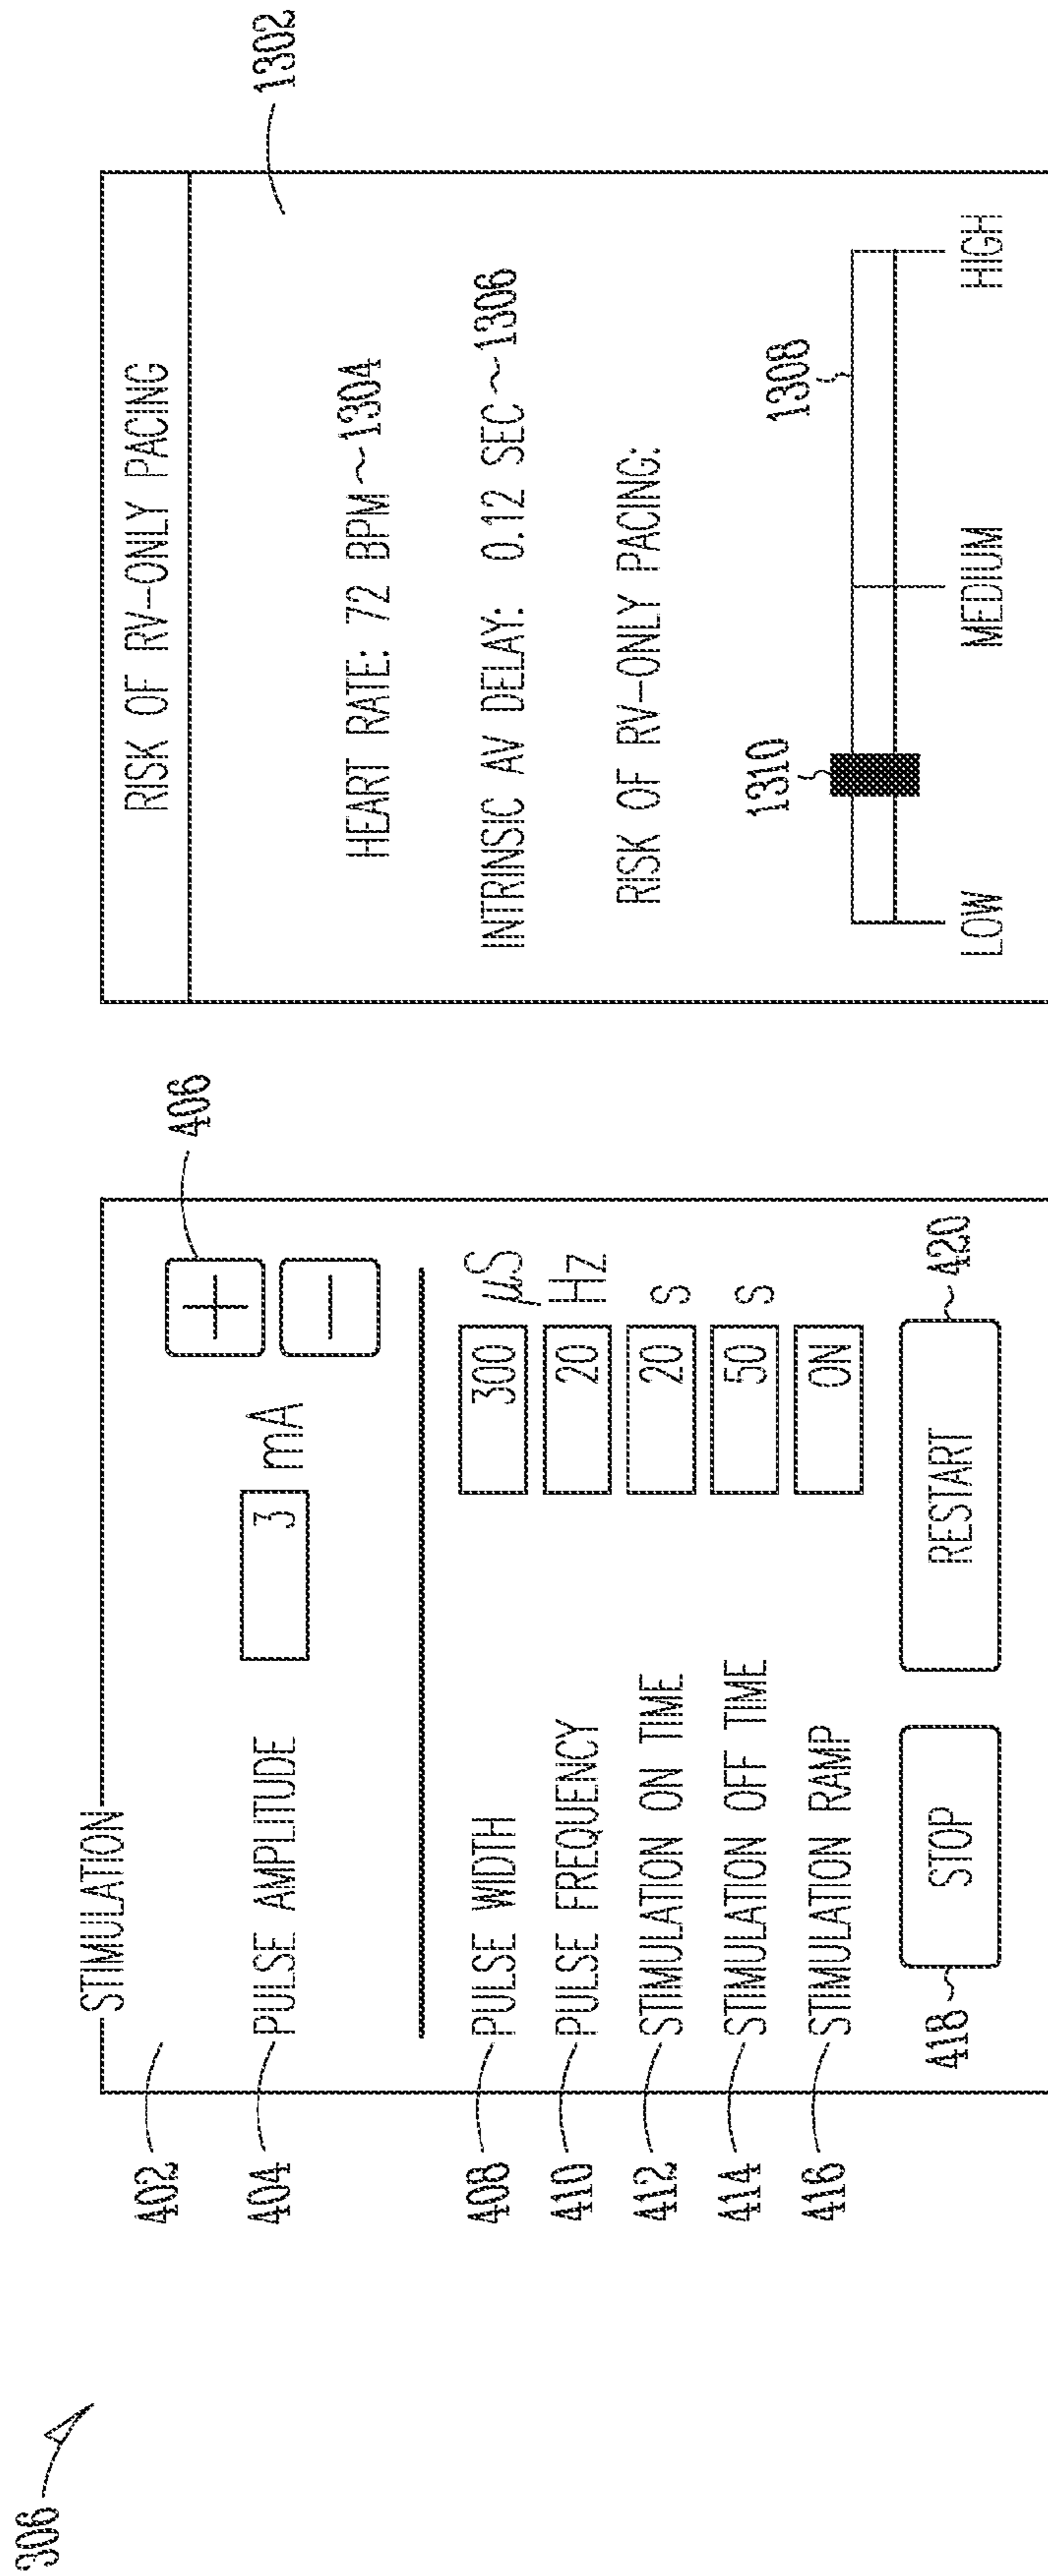 306
STIMULATION
402
404 PULSE AMPLITUDE 3 mA + − 406
408 PULSE WIDTH 300 μS
410 PULSE FREQUENCY 20 Hz
412 STIMULATION ON TIME 20 S
414 STIMULATION OFF TIME 50 S
416 STIMULATION RAMP ON
418 STOP RESTART 420
RISK OF RV-ONLY PACING
1302
HEART RATE: 72 BPM ~1304
INTRINSIC AV DELAY: 0.12 SEC ~1306
RISK OF RV-ONLY PACING:
1310 1308
LOW MEDIUM HIGH